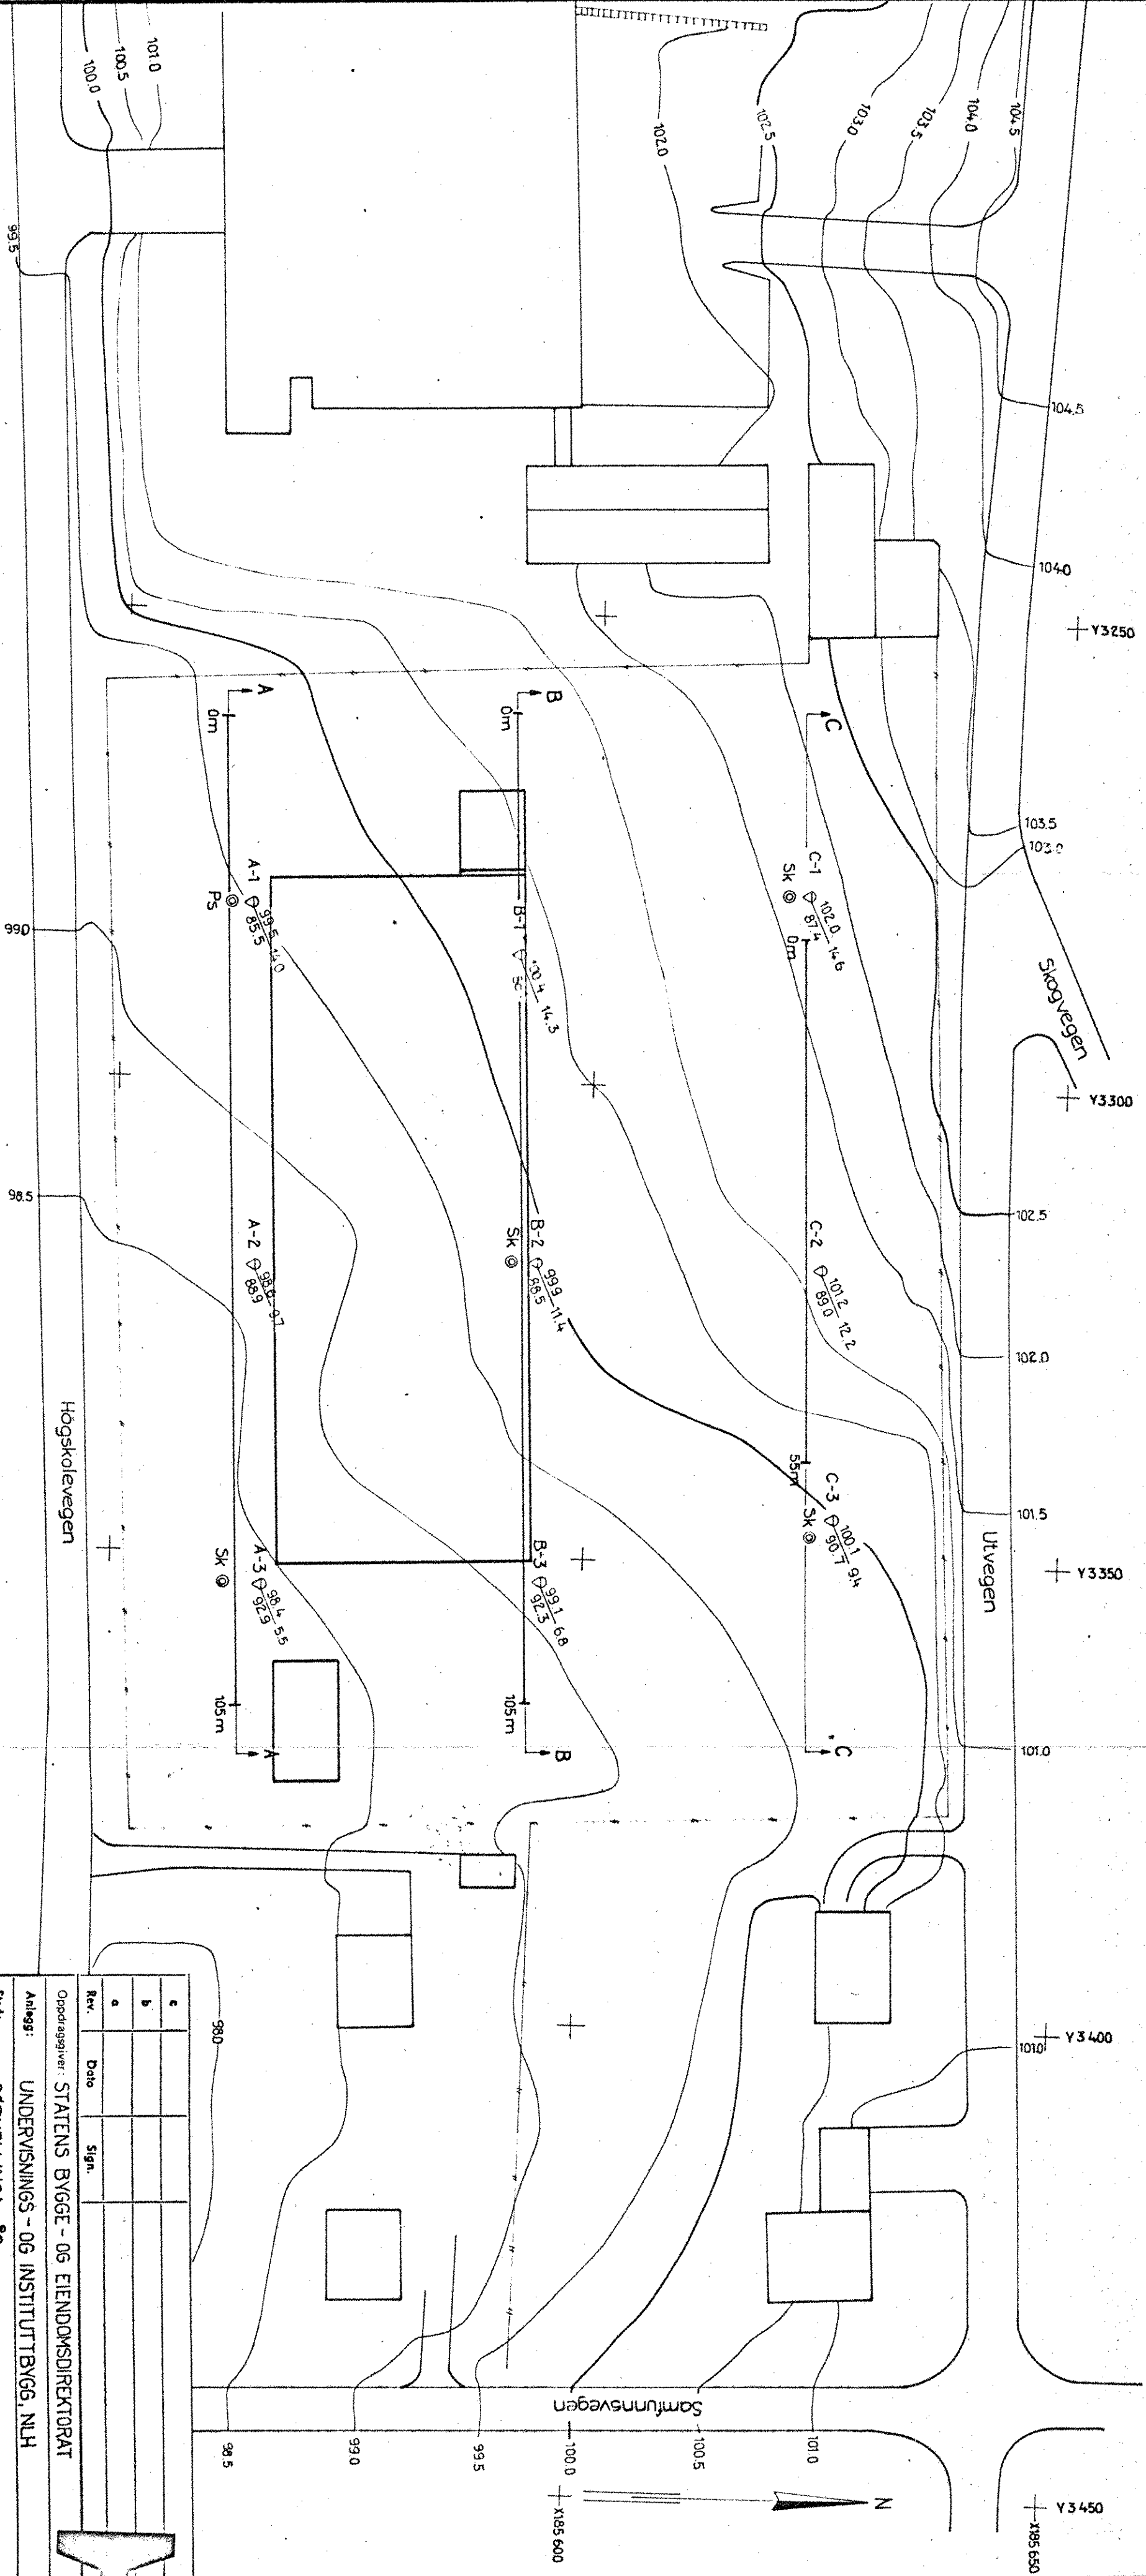 101.0
100.5
100.0
99.5
102.0
102.5
103.0
103.5
104.0
104.5
104.5
104.0
Y3250
103.5
103.0
Skogvegen
Y3300
102.5
102.0
101.5
Utvegen
Y3350
101.0
Y3400
101.0
Y3450
X185 650
X185 600
N
A
0m
B
0m
C
C-1
102.0
87.4
14.6
Sk
0m
A-1
99.5
85.5
14.0
Ps
B-1
100.4
14.3
99.0
98.5
A-2
98.6
88.9
9.7
B-2
99.9
88.5
11.4
Sk
C-2
101.2
89.0
12.2
55m
C-3
100.1
90.7
9.4
Sk
Högskolevegen
A-3
98.4
92.9
5.5
Sk
B-3
99.1
92.3
6.8
105m
A
105m
B
C
98.0
Samfunnsvegen
98.5
99.0
99.5
100.0
100.5
101.0
c
b
a
Rev.
Dato
Sign.
Oppdragsgiver: STATENS BYGGE- OG EIENDOMSDIREKTORAT
Anlegg: UNDERVISNINGS- OG INSTITUTTBYGG, NLH